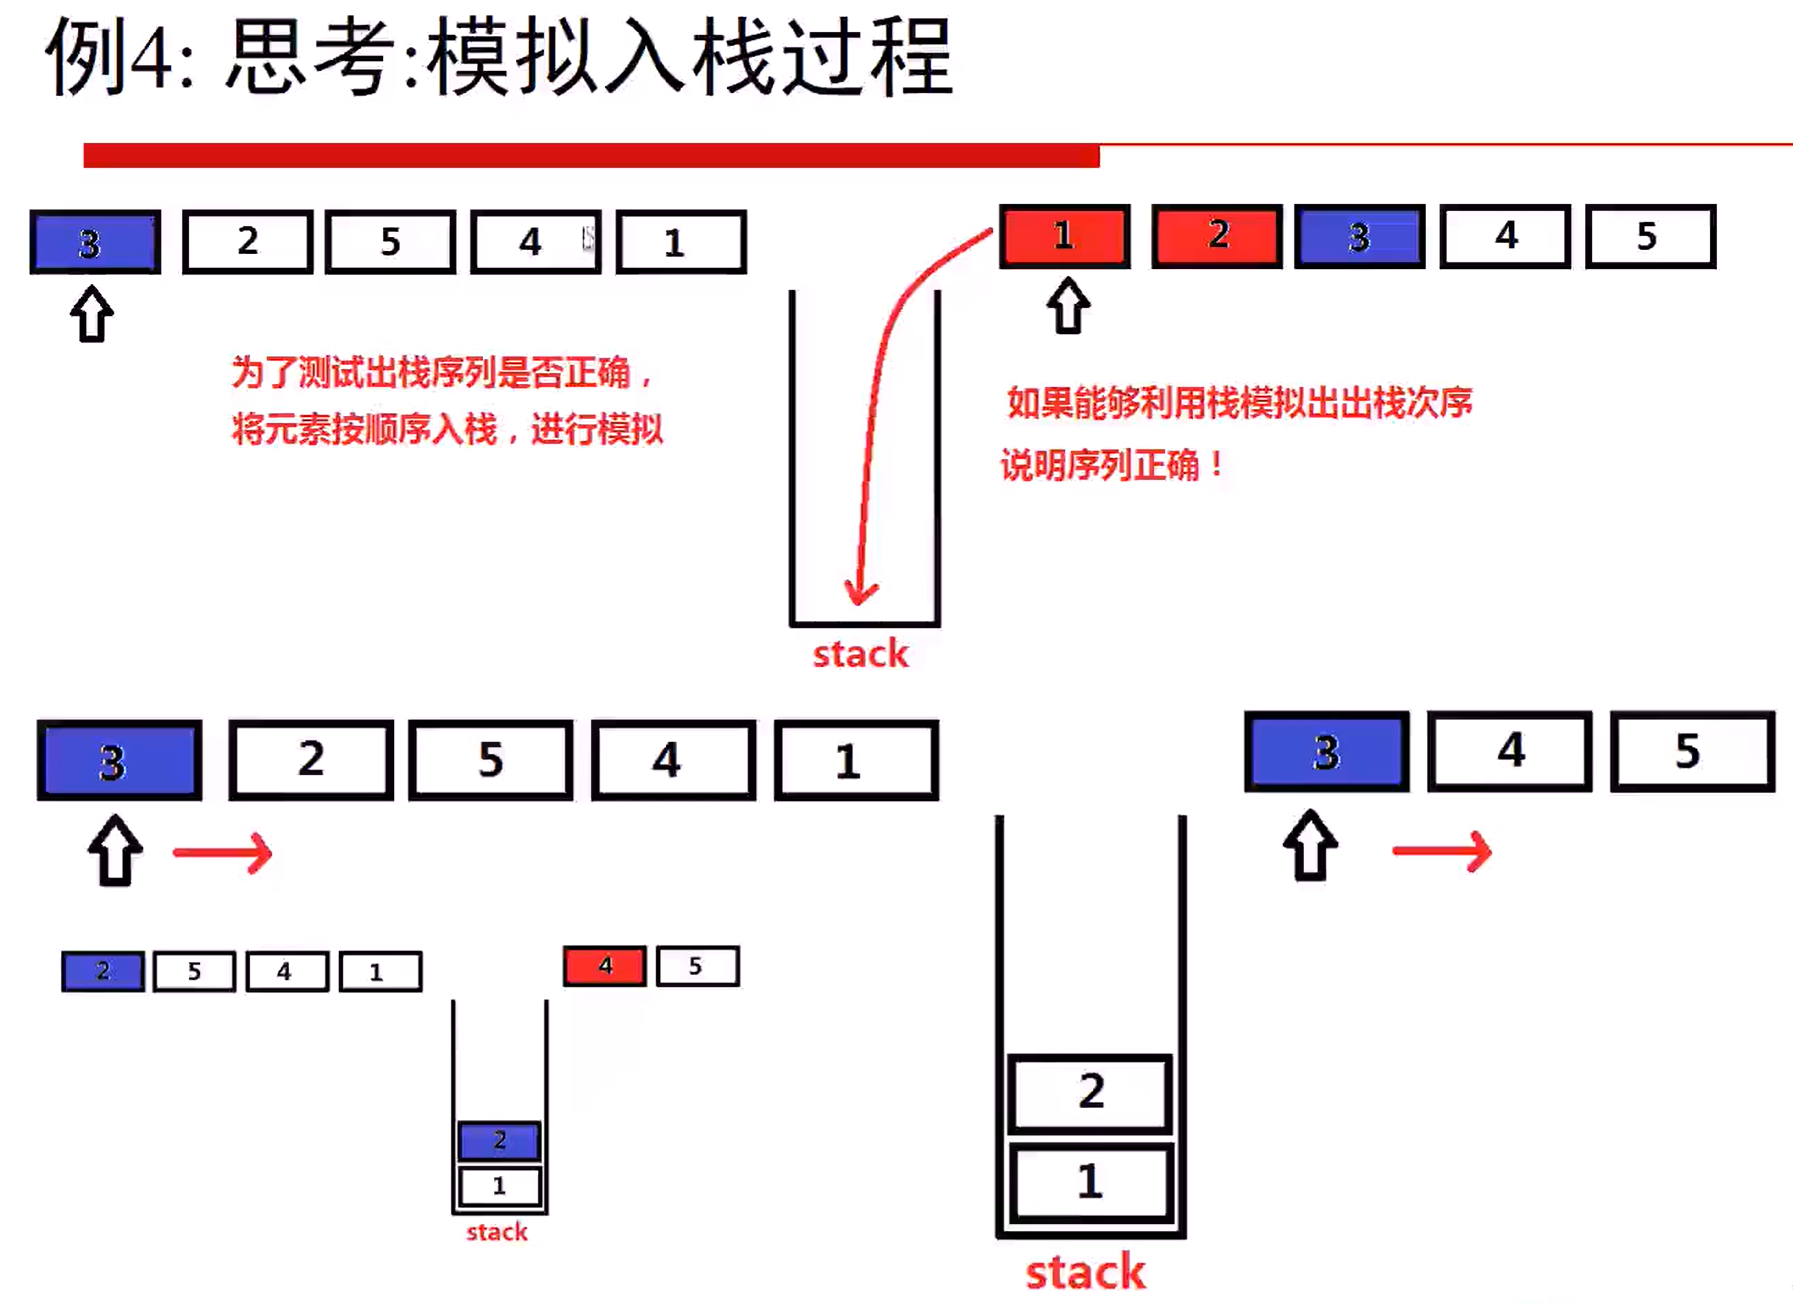 例4: 思考:模拟入栈过程
3 2 5 4 1
1 2 3 4 5
为了测试出栈序列是否正确，
将元素按顺序入栈，进行模拟
如果能够利用栈模拟出出栈次序
说明序列正确！
stack
3 2 5 4 1
3 4 5
2 5 4 1
4 5
2
1
stack
2
1
stack